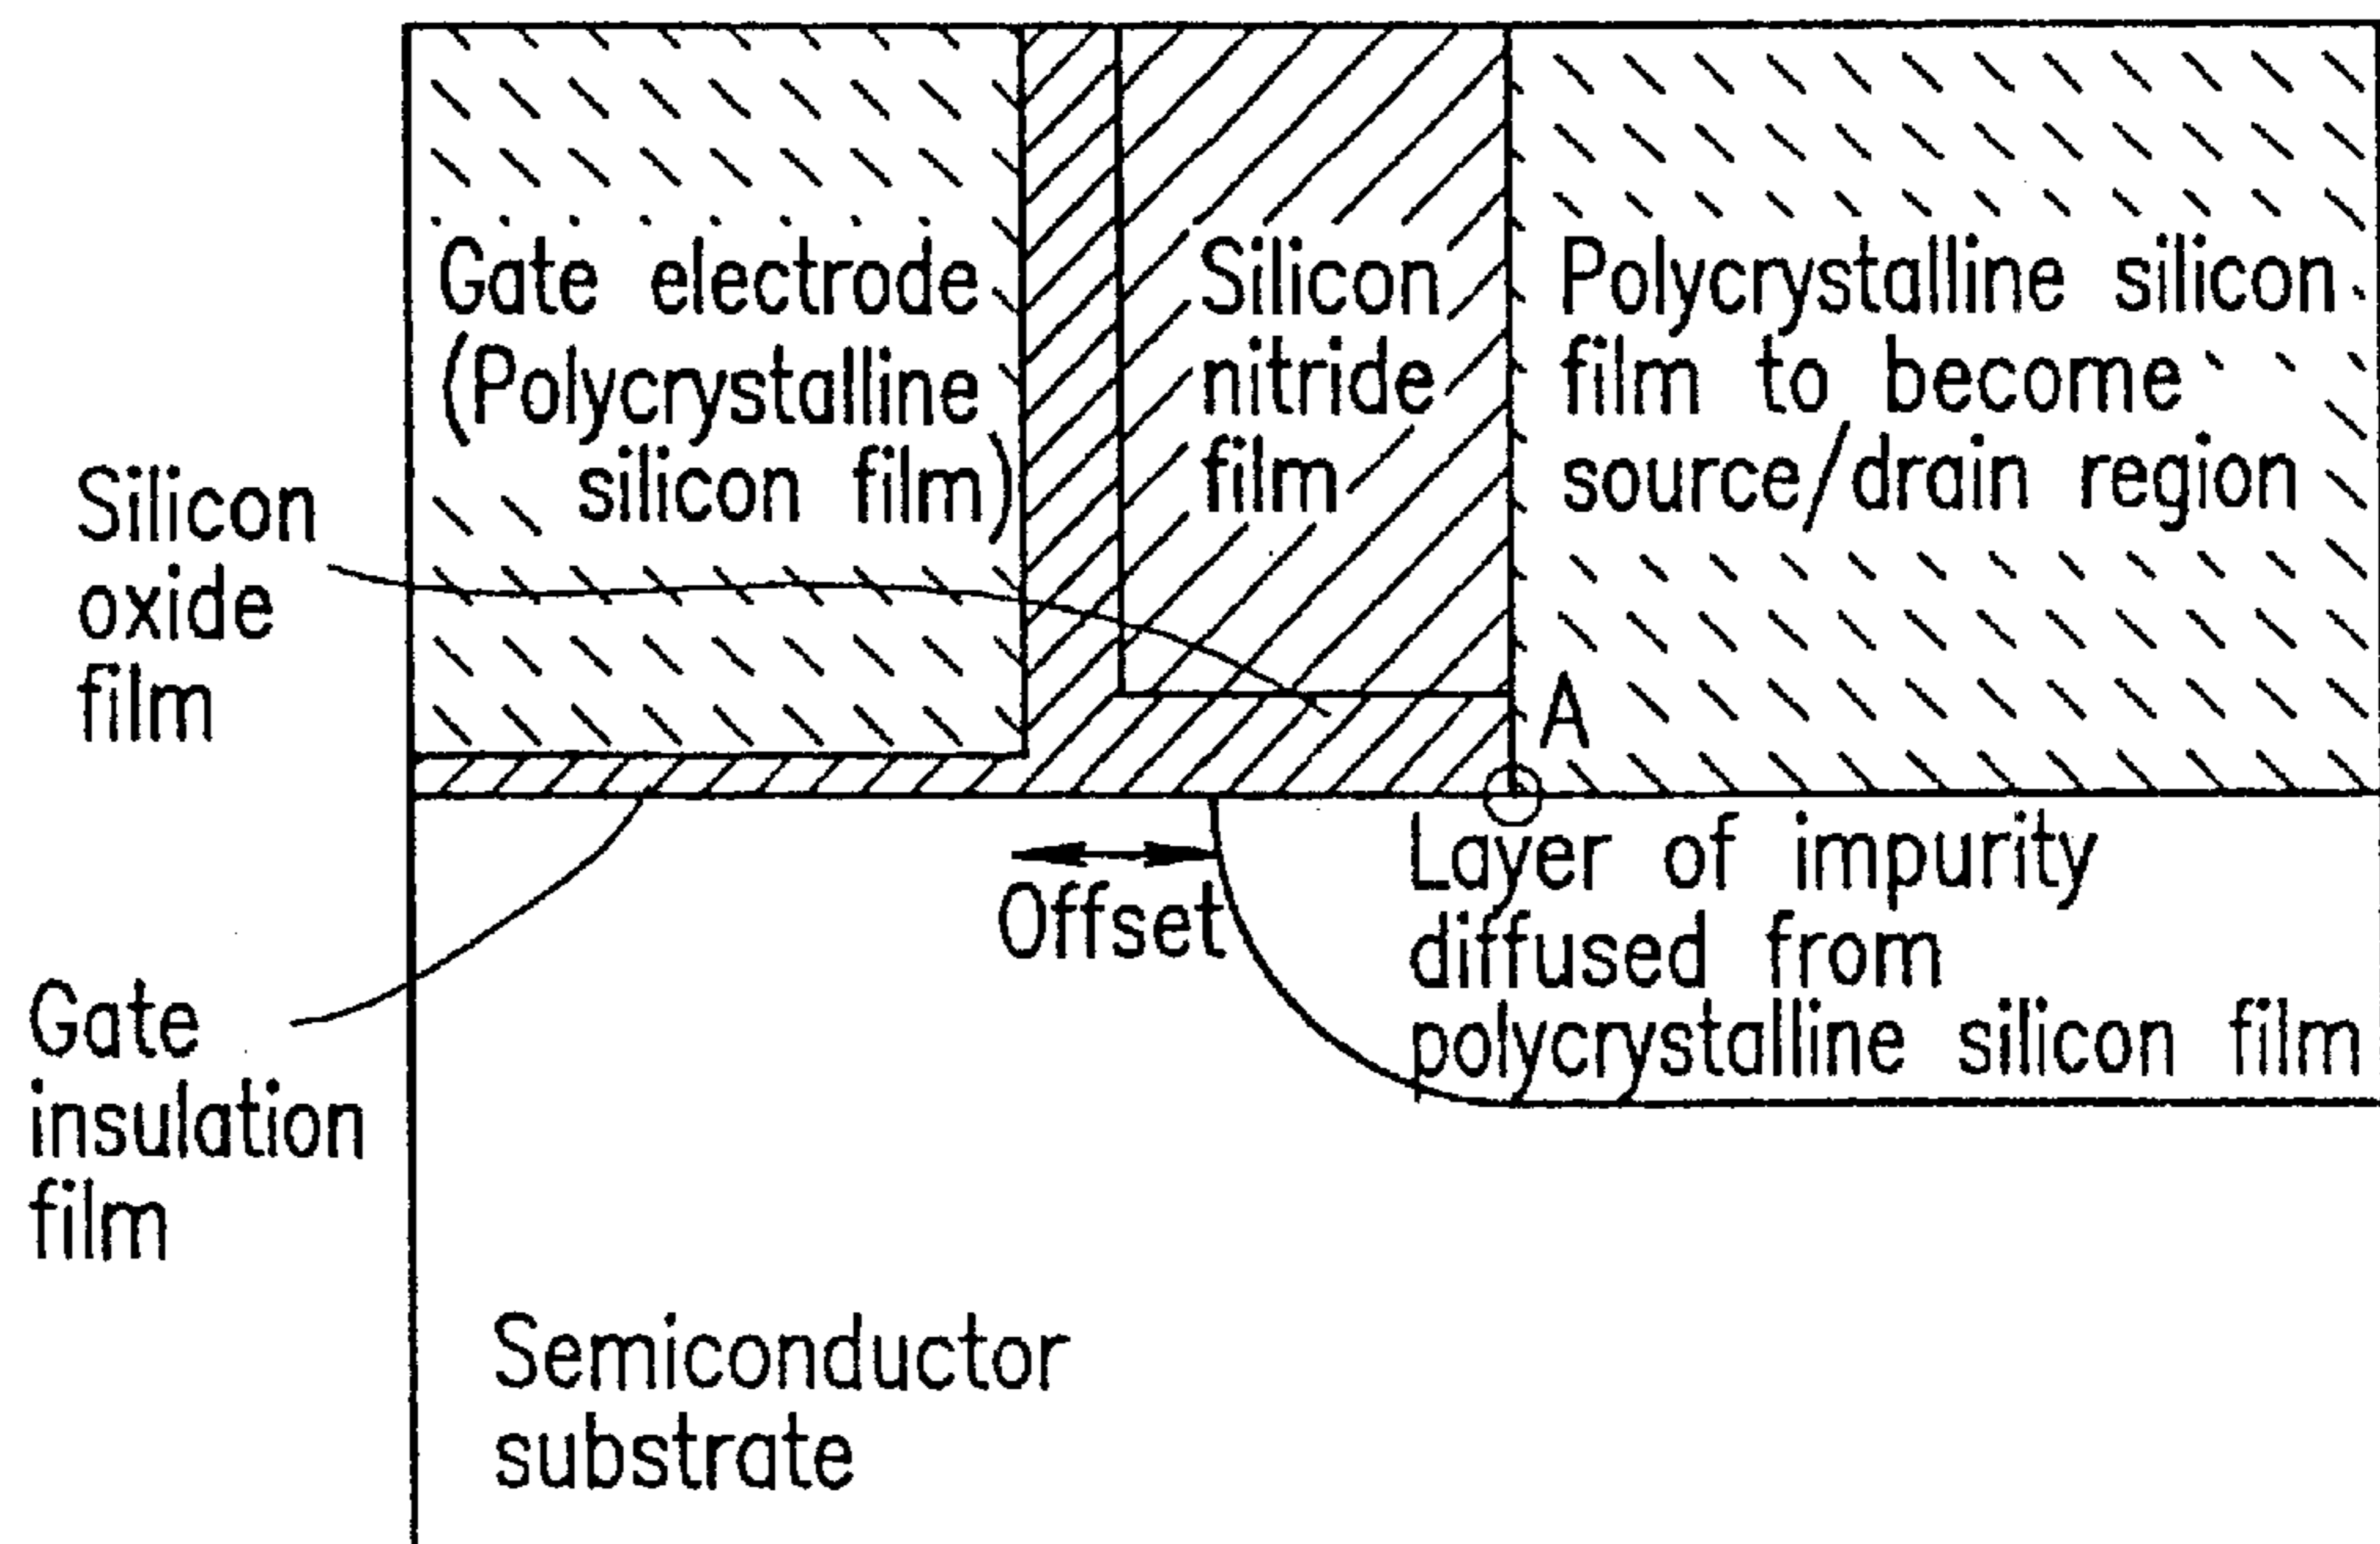 Gate electrode
(Polycrystalline
silicon film)
Silicon
nitride
film
Polycrystalline silicon
film to become
source/drain region
Silicon
oxide
film
A
Offset
Layer of impurity
diffused from
polycrystalline silicon film
Gate
insulation
film
Semiconductor
substrate